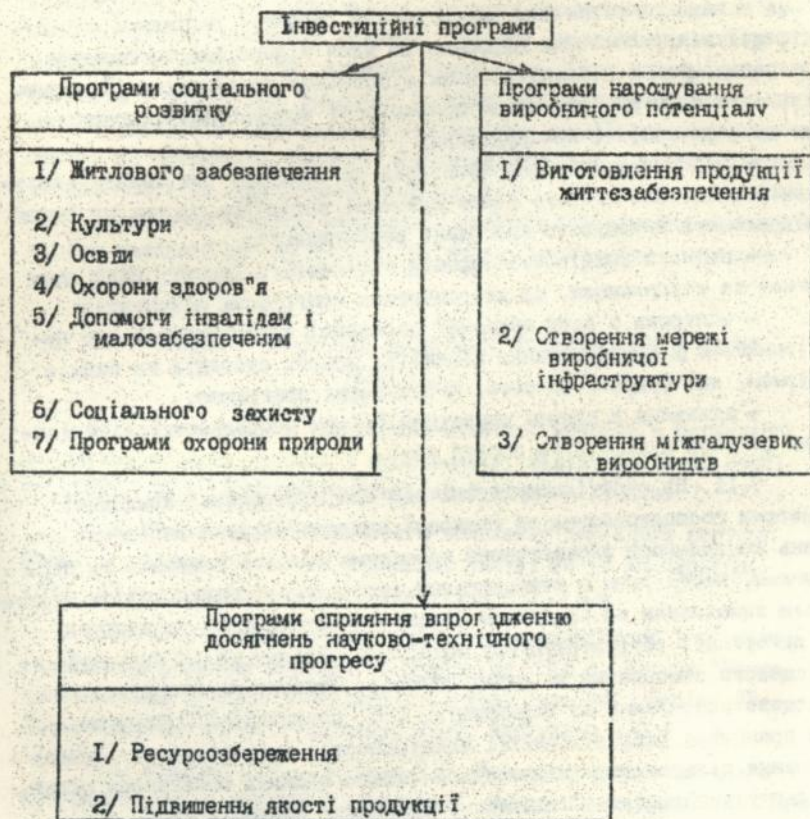 Інвестиційні програми
Програми соціального
розвитку
1/ Житлового забезпечення
2/ Культури
3/ Освіти
4/ Охорони здоров"я
5/ Допомоги інвалідам і
малозабезпеченим
6/ Соціального захисту
7/ Програми охорони природи
Програми нарощування
виробничого потенціалу
1/ Виготовлення продукції
життєзабезпечення
2/ Створення мережі
виробничої
інфраструктури
3/ Створення міжгалузевих
виробництв
Програми сприяння впровадженню
досягнень науково-технічного
прогресу
1/ Ресурсозбереження
2/ Підвишення якості продукції